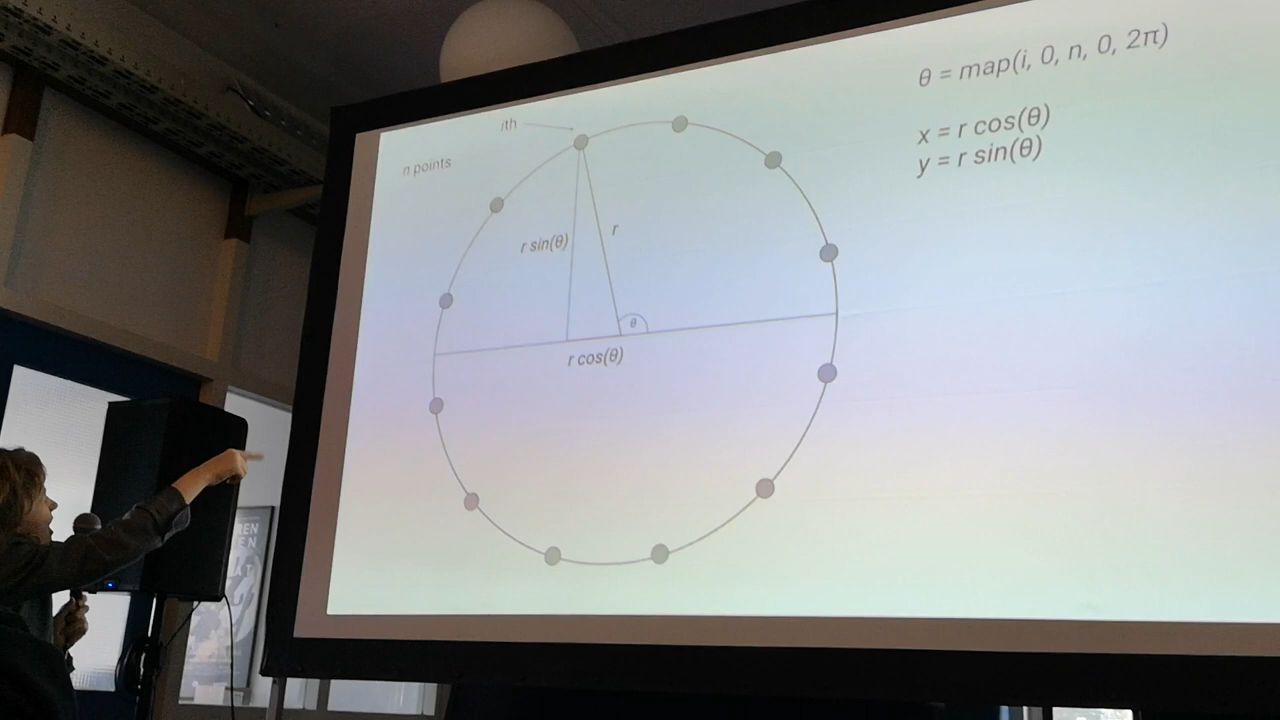 θ = map(i, 0, n, 0, 2π)
x = r cos(θ)
y = r sin(θ)
ith
n points
r sin(θ)
r
θ
r cos(θ)